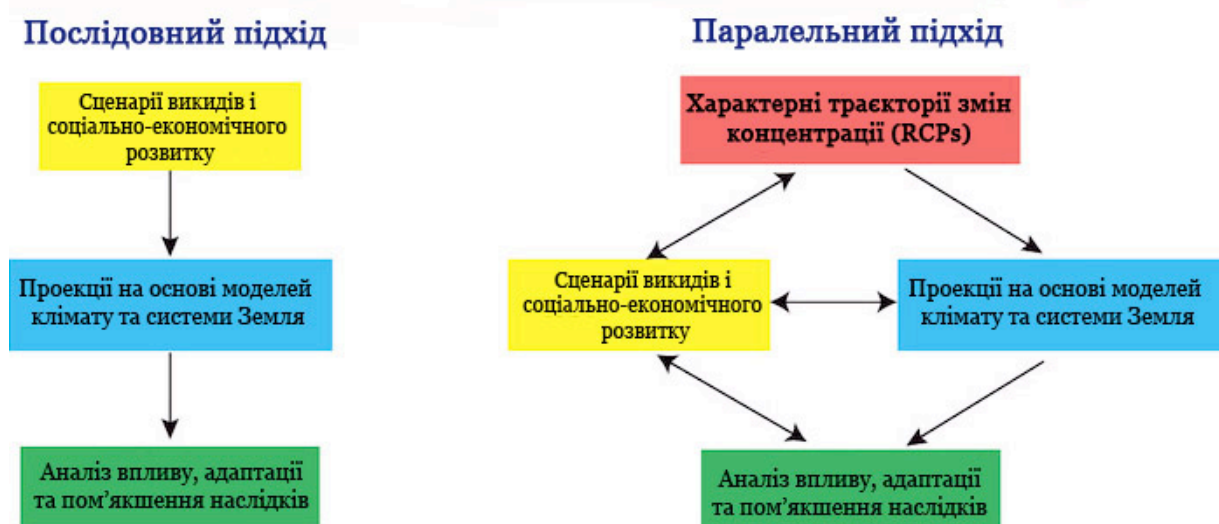 Послідовний підхід
Сценарії викидів і
соціально-економічного
розвитку
Проекції на основі моделей
клімату та системи Земля
Аналіз впливу, адаптації
та пом’якшення наслідків
Паралельний підхід
Характерні траєкторії змін
концентрації (RCPs)
Сценарії викидів і
соціально-економічного
розвитку
Проекції на основі моделей
клімату та системи Земля
Аналіз впливу, адаптації
та пом’якшення наслідків